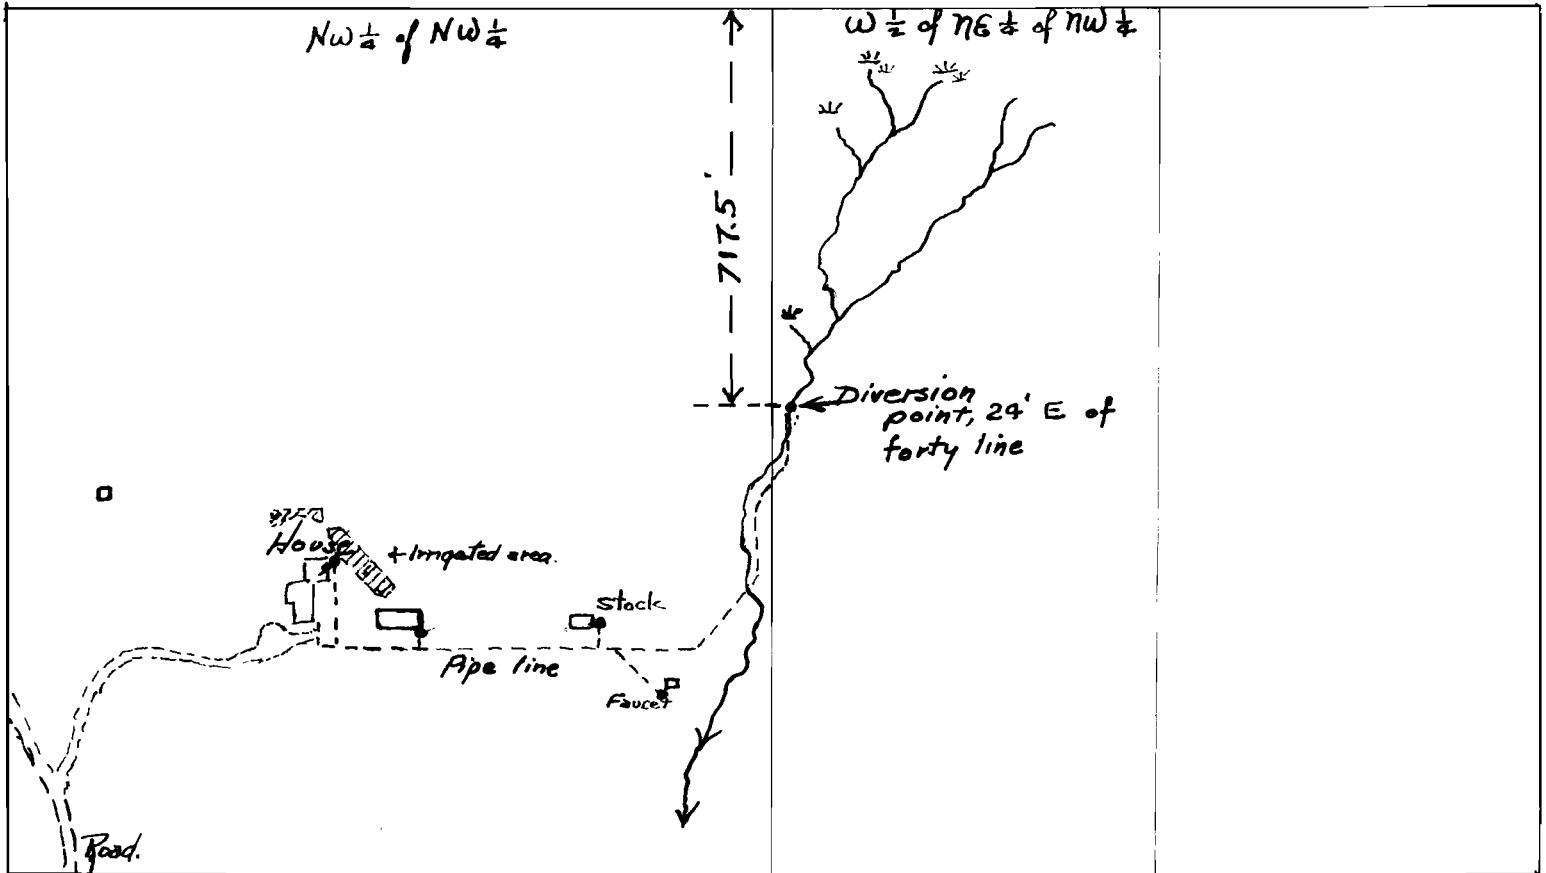 NW 1/4 of NW 1/4
W 1/2 of NE 1/4 of NW 1/4
717.5'
Diversion
point, 24' E of
forty line
House
Irrigated area.
Stock
Pipe line
Faucet
Road.